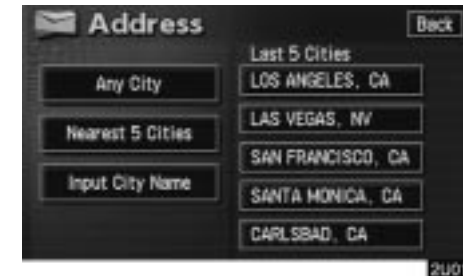 Address
Back
Any City
Nearest 5 Cities
Input City Name
Last 5 Cities
LOS ANGELES, CA
LAS VEGAS, NV
SAN FRANCISCO, CA
SANTA MONICA, CA
CARLSBAD, CA